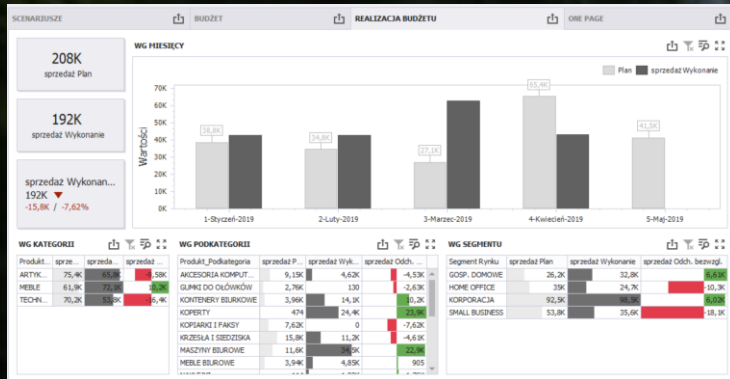 SCENARIUSZE BUDŻET REALIZACJA BUDŻETU ONE PAGE
208K
sprzedaż Plan
192K
sprzedaż Wykonanie
sprzedaż Wykonan...
192K
-15,8K / -7,62%
WG MIESIĘCY
Plan sprzedaż Wykonanie
Wartości
70K
60K
50K
40K
30K
20K
10K
0K
38,8K 34,8K 27,1K 65,4K 41,0K
1-Styczeń-2019 2-Luty-2019 3-Marzec-2019 4-Kwiecień-2019 5-Maj-2019
WG KATEGORII
Produkt... sprze... sprzeda... sprzedaż ...
ARTYK... 75,4K 65,8K -9,58K
MEBLE 61,9K 72,1K 10,2K
TECHN... 70,2K 53,8K -16,4K
WG PODKATEGORII
Produkt_Podkategoria sprzedaż P... sprzedaż Wyk... sprzedaż Odch. ...
AKCESORIA KOMPUT... 9,15K 4,62K -4,53K
GUMKI DO OŁÓWKÓW 2,76K 130 -2,63K
KONTENERY BIURKOWE 3,96K 14,1K 10,2K
KOPERTY 474 24,4K 23,9K
KOPIARKI I FAKSY 7,62K 0 -7,62K
KRZESŁA I SIEDZISKA 15,8K 11,2K -4,61K
MASZYNY BIUROWE 11,6K 34,5K 22,9K
MEBLE BIUROWE 3,94K 4,85K 905
WG SEGMENTU
Segment Rynku sprzedaż Plan sprzedaż Wykonanie sprzedaż Odch. bezwzgl.
GOSP. DOMOWE 26,2K 32,8K 6,61K
HOME OFFICE 35K 24,7K -10,3K
KORPORACJA 92,5K 98,5K 6,02K
SMALL BUSINESS 53,8K 35,6K -18,1K